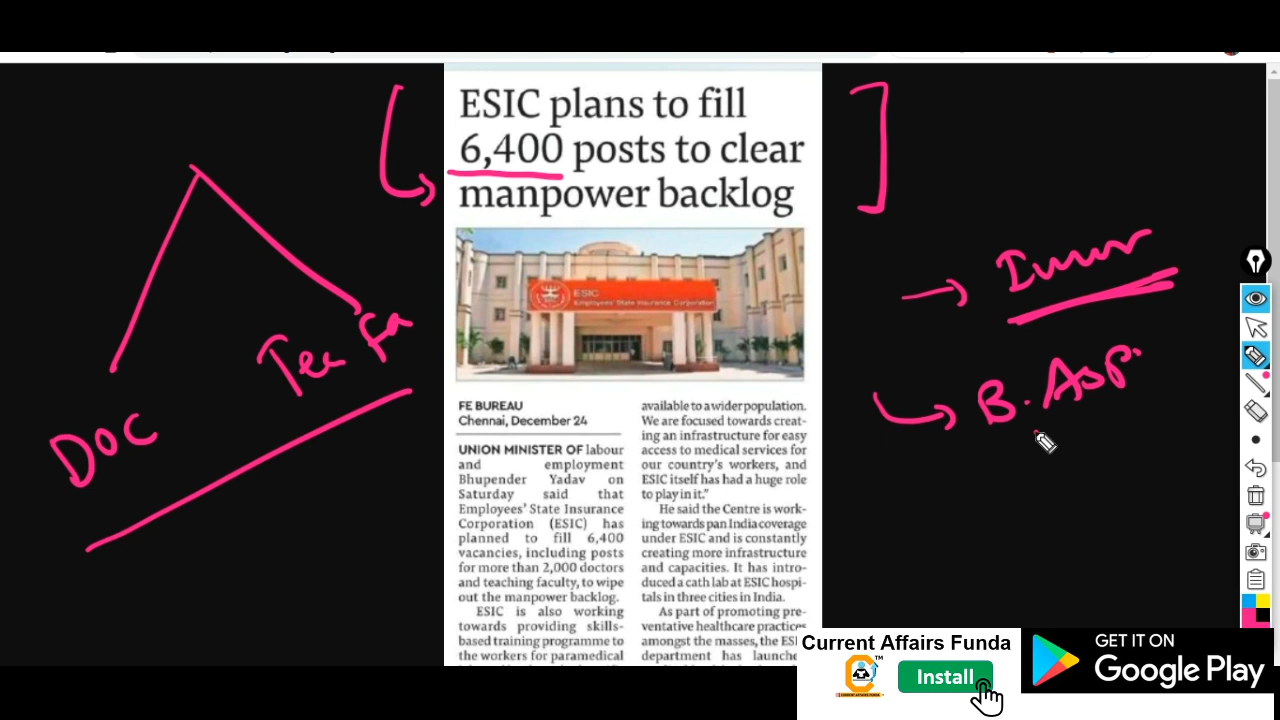 ESIC plans to fill
6,400 posts to clear
manpower backlog
ESIC
Employees' State Insurance Corporation
FE BUREAU
Chennai, December 24
UNION MINISTER OF labour
and employment
Bhupender Yadav on
Saturday said that
Employees' State Insurance
Corporation (ESIC) has
planned to fill 6,400
vacancies, including posts
for more than 2,000 doctors
and teaching faculty, to wipe
out the manpower backlog.
ESIC is also working
towards providing skills-
based training programme to
the workers for paramedical
available to a wider population.
We are focused towards creat-
ing an infrastructure for easy
access to medical services for
our country's workers, and
ESIC itself has had a huge role
to play in it."
He said the Centre is work-
ing towards pan India coverage
under ESIC and is constantly
creating more infrastructure
and capacities. It has intro-
duced a cath lab at ESIC hospi-
tals in three cities in India.
As part of promoting pre-
ventative healthcare practices
amongst the masses, the
department has
DOC
Tec Fa
B. Asp.
Current Affairs Funda
TM
CURRENT AFFAIRS FUNDA
Install
GET IT ON
Google Play